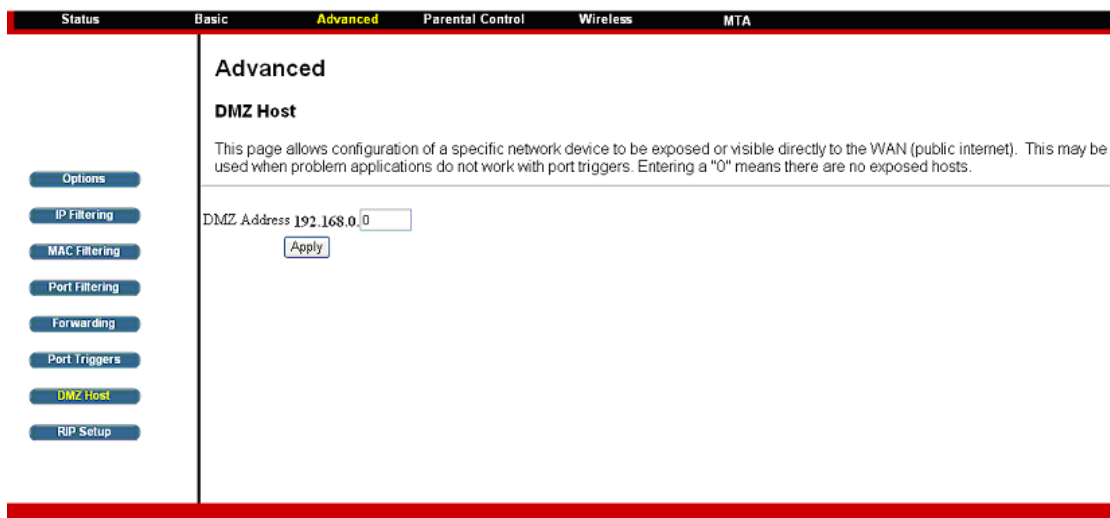 Status Basic Advanced Parental Control Wireless MTA
Advanced
DMZ Host
This page allows configuration of a specific network device to be exposed or visible directly to the WAN (public internet). This may be
used when problem applications do not work with port triggers. Entering a "0" means there are no exposed hosts.
Options
IP Filtering
MAC Filtering
Port Filtering
Forwarding
Port Triggers
DMZ Host
RIP Setup
DMZ Address 192.168.0.0
Apply